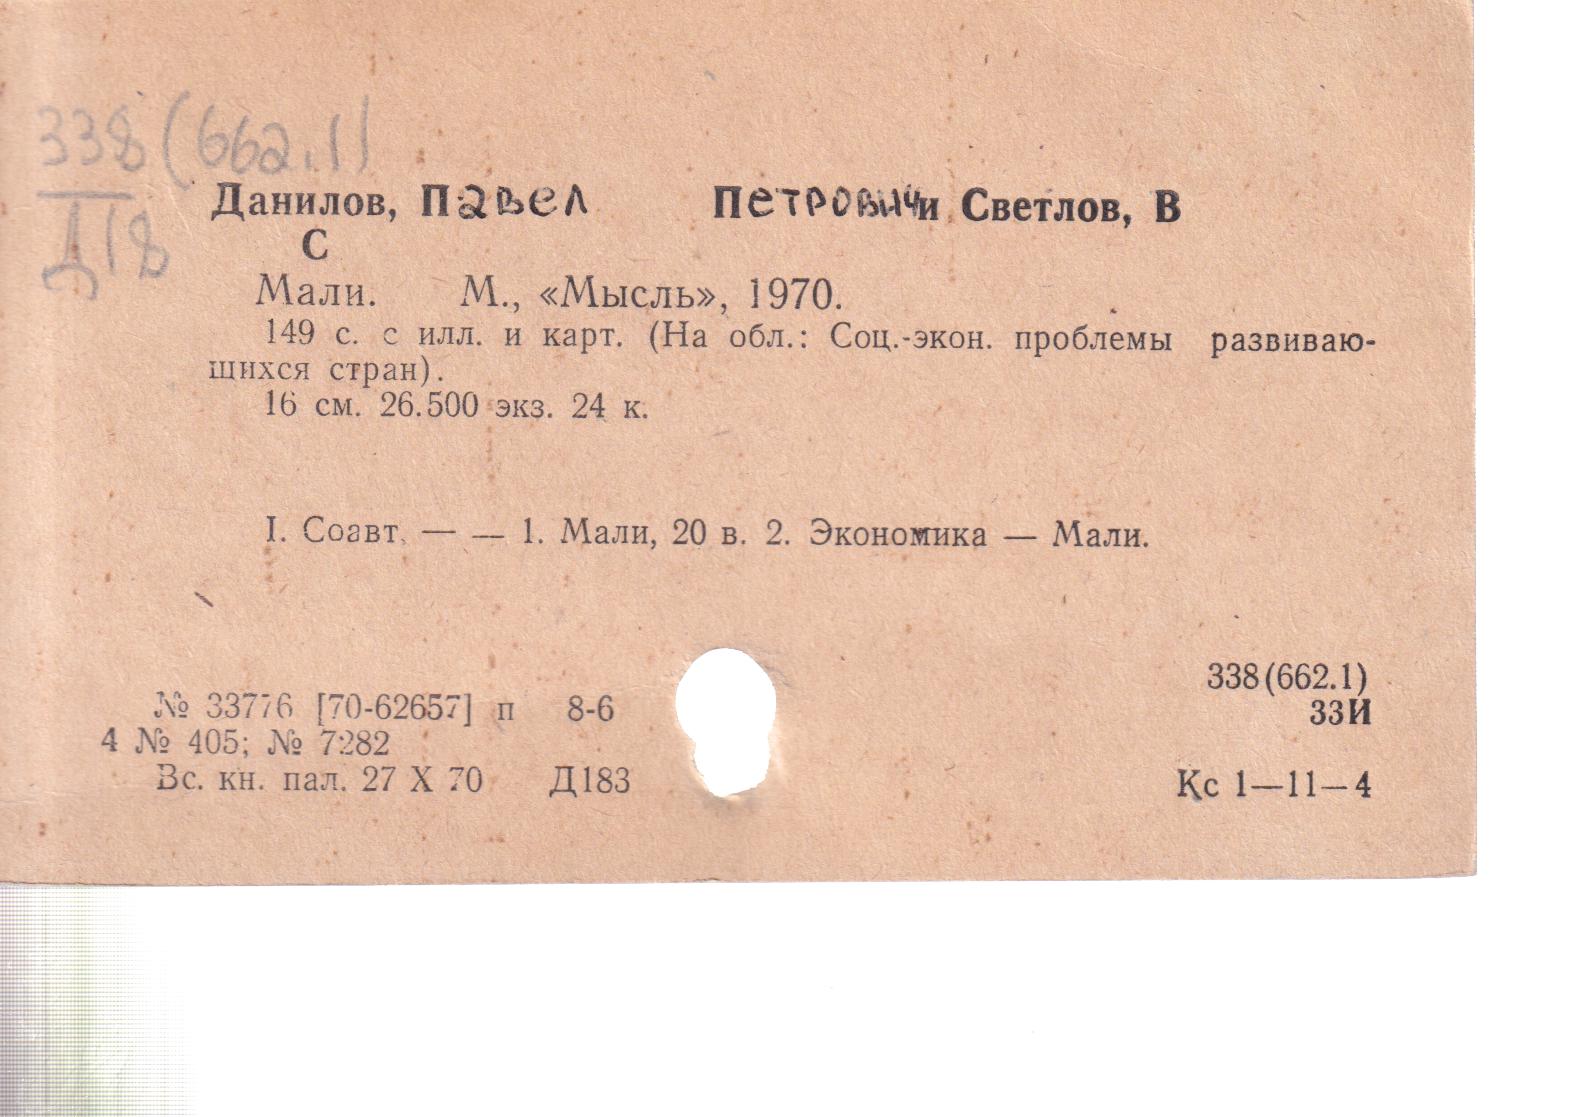 338(662.1)
Д18
Данилов, Павел Петрович и Светлов, В
С
Мали. М., «Мысль», 1970.
149 с. с илл. и карт. (На обл.: Соц.-экон. проблемы развиваю-
щихся стран).
16 см. 26.500 экз. 24 к.
I. Соавт. — — 1. Мали, 20 в. 2. Экономика — Мали.
338(662.1)
33И
№ 33776 [70-62657] п 8-6
4 № 405; № 7282
Вс. кн. пал. 27 X 70 Д183
Кс 1—11—4